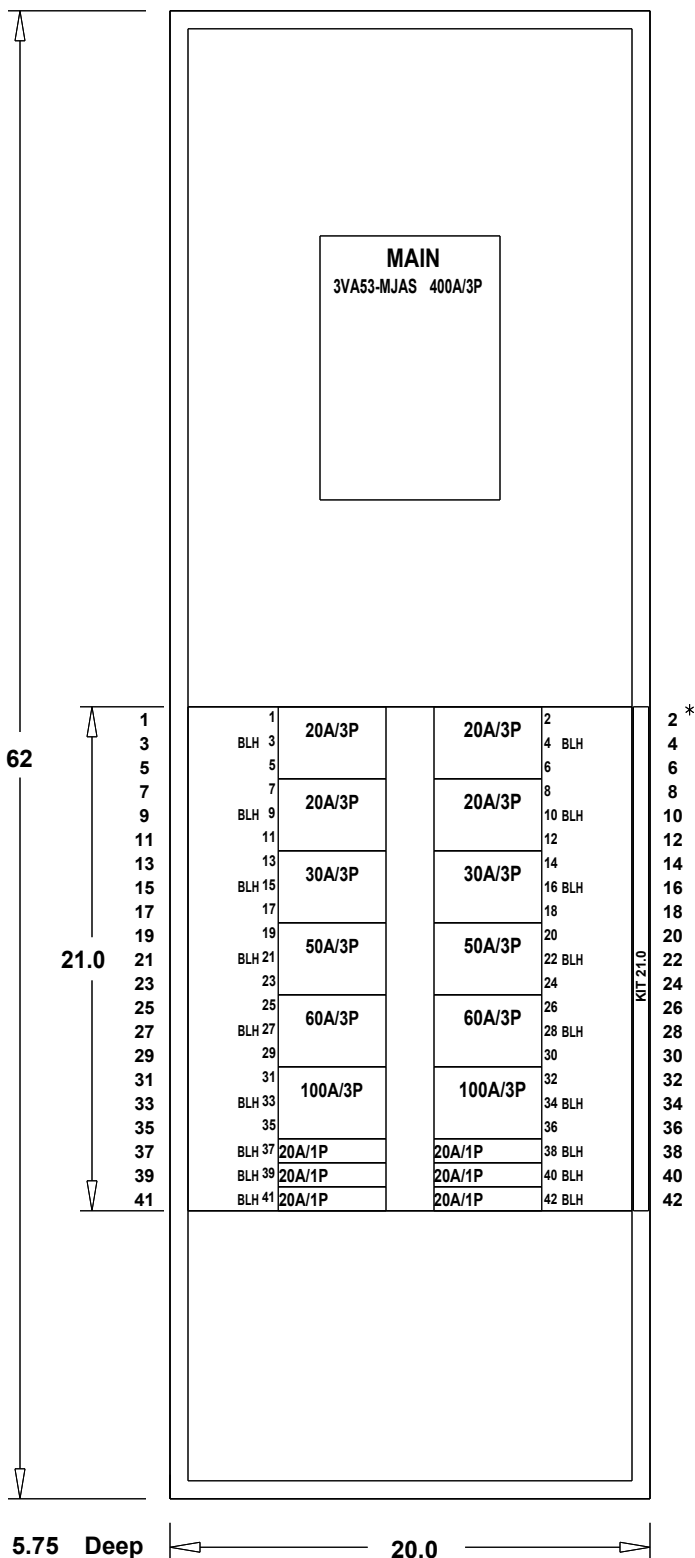 MAIN
3VA53-MJAS 400A/3P
62
21.0
1 1 20A/3P 20A/3P 2 2 *
3 BLH 3 4 BLH 4
5 5 6 6
7 7 20A/3P 20A/3P 8 8
9 BLH 9 10 BLH 10
11 11 12 12
13 13 30A/3P 30A/3P 14 14
15 BLH 15 16 BLH 16
17 17 18 18
19 19 50A/3P 50A/3P 20 20
21 BLH 21 22 BLH 22
23 23 24 24
25 25 60A/3P 60A/3P 26 26
27 BLH 27 28 BLH 28
29 29 30 30
31 31 100A/3P 100A/3P 32 32
33 BLH 33 34 BLH 34
35 35 36 36
37 BLH 37 20A/1P 20A/1P 38 BLH 38
39 BLH 39 20A/1P 20A/1P 40 BLH 40
41 BLH 41 20A/1P 20A/1P 42 BLH 42
KIT 21.0
5.75 Deep
20.0